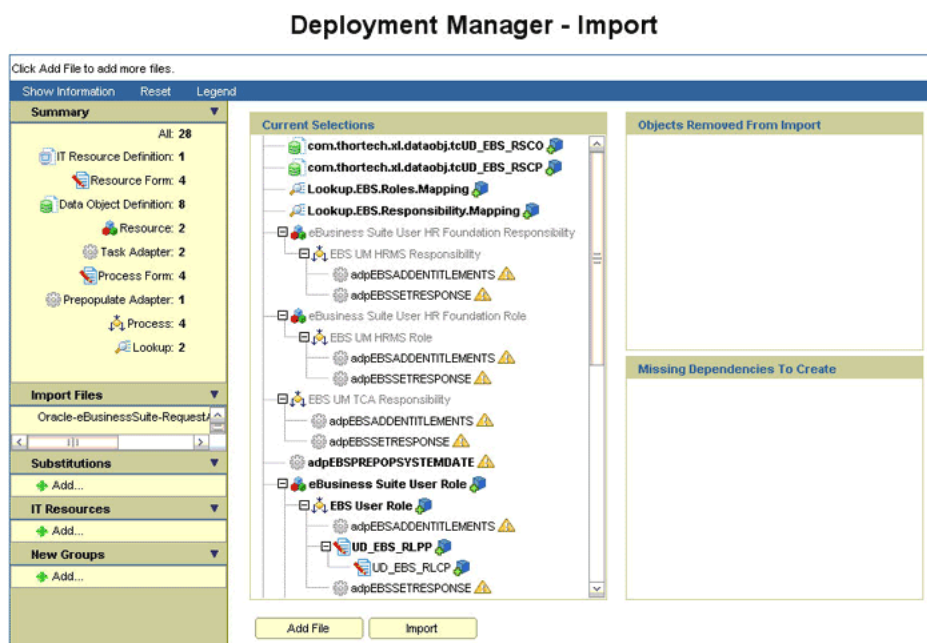 Deployment Manager - Import
Click Add File to add more files.
Show Information Reset Legend
Summary
All: 28
IT Resource Definition: 1
Resource Form: 4
Data Object Definition: 8
Resource: 2
Task Adapter: 2
Process Form: 4
Prepopulate Adapter: 1
Process: 4
Lookup: 2
Import Files
Oracle-eBusinessSuite-RequestA
Substitutions
Add...
IT Resources
Add...
New Groups
Add...
Current Selections
com.thortech.xl.dataobj.tcUD_EBS_RSCO
com.thortech.xl.dataobj.tcUD_EBS_RSCP
Lookup.EBS.Roles.Mapping
Lookup.EBS.Responsibility.Mapping
eBusiness Suite User HR Foundation Responsibility
EBS UM HRMS Responsibility
adpEBSADDENTITLEMENTS
adpEBSSETRESPONSE
eBusiness Suite User HR Foundation Role
EBS UM HRMS Role
adpEBSADDENTITLEMENTS
adpEBSSETRESPONSE
EBS UM TCA Responsibility
adpEBSADDENTITLEMENTS
adpEBSSETRESPONSE
adpEBSPREPOPSYSTEMDATE
eBusiness Suite User Role
EBS User Role
adpEBSADDENTITLEMENTS
UD_EBS_RLPP
UD_EBS_RLCP
adpEBSSETRESPONSE
Add File Import
Objects Removed From Import
Missing Dependencies To Create